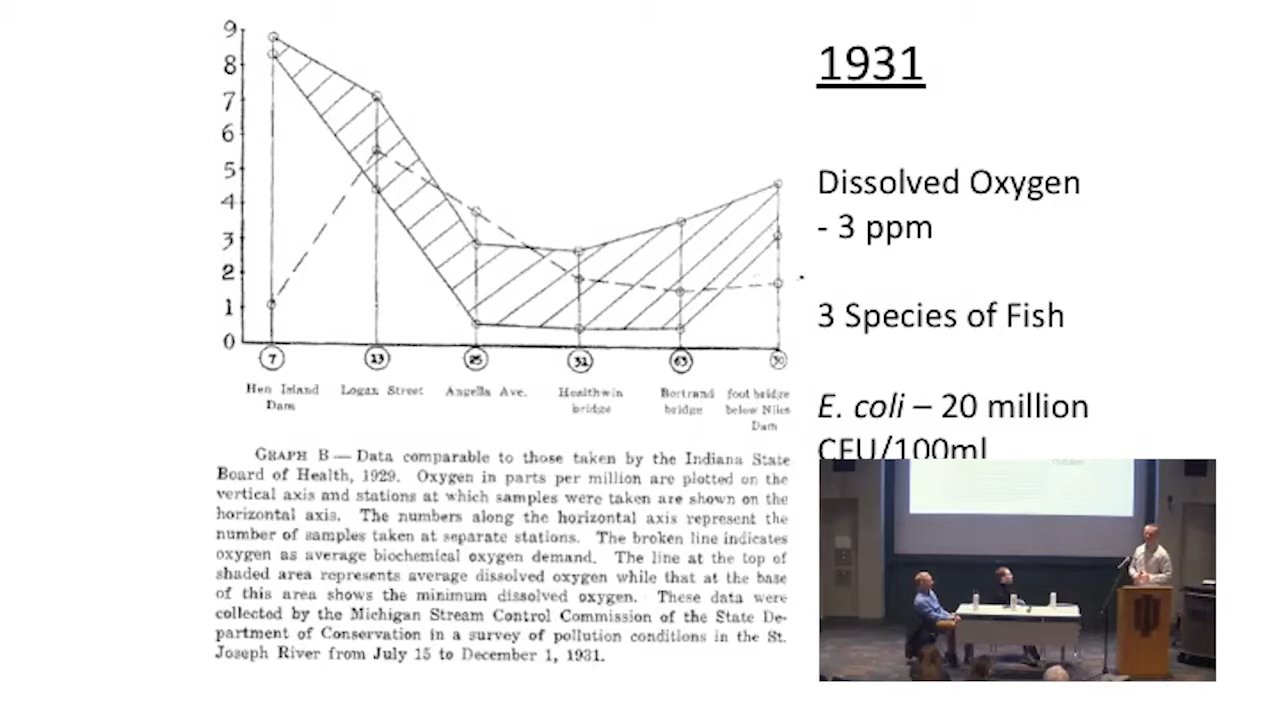 9
8
7
6
5
4
3
2
1
0
7
13
25
31
63
30
Hen Island
Dam
Logan Street
Angella Ave.
Healthwin
bridge
Bertrand
bridge
foot bridge
below Niles
Dam
GRAPH B — Data comparable to those taken by the Indiana State
Board of Health, 1929. Oxygen in parts per million are plotted on the
vertical axis and stations at which samples were taken are shown on the
horizontal axis. The numbers along the horizontal axis represent the
number of samples taken at separate stations. The broken line indicates
oxygen as average biochemical oxygen demand. The line at the top of
shaded area represents average dissolved oxygen while that at the base
of this area shows the minimum dissolved oxygen. These data were
collected by the Michigan Stream Control Commission of the State De-
partment of Conservation in a survey of pollution conditions in the St.
Joseph River from July 15 to December 1, 1931.
1931
Dissolved Oxygen
- 3 ppm
3 Species of Fish
E. coli – 20 million
CFU/100ml